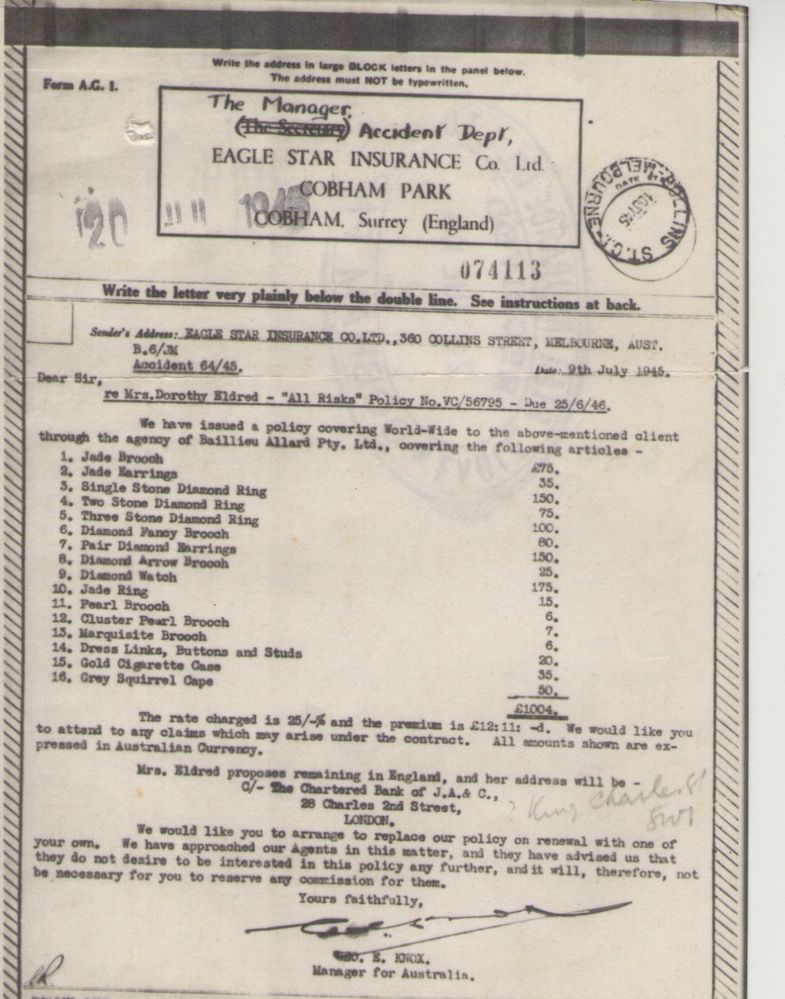 Write the address in large BLOCK letters in the panel below.
The address must NOT be typewritten.
Form A.G. 1.
The Manager,
(The Secretary) Accident Dept,
EAGLE STAR INSURANCE Co. Ltd.
COBHAM PARK
COBHAM, Surrey (England)
20 JUL 1945
COLLINS ST. C.1. MELBOURNE
074113
Write the letter very plainly below the double line. See instructions at back.
Sender's Address: EAGLE STAR INSURANCE CO.LTD., 360 COLLINS STREET, MELBOURNE, AUST.
B.6/JM
Accident 64/45. Date: 9th July 1945.
Dear Sir,
re Mrs.Dorothy Eldred - "All Risks" Policy No.VC/56795 - Due 25/6/46.
We have issued a policy covering World-Wide to the above-mentioned client
through the agency of Baillieu Allard Pty. Ltd., covering the following articles -
1. Jade Brooch £75.
2. Jade Earrings 35.
3. Single Stone Diamond Ring 150.
4. Two Stone Diamond Ring 75.
5. Three Stone Diamond Ring 100.
6. Diamond Fancy Brooch 80.
7. Pair Diamond Earrings 150.
8. Diamond Arrow Brooch 25.
9. Diamond Watch 175.
10. Jade Ring 15.
11. Pearl Brooch 6.
12. Cluster Pearl Brooch 7.
13. Marquisite Brooch 6.
14. Dress Links, Buttons and Studs 20.
15. Gold Cigarette Case 35.
16. Grey Squirrel Cape 50.
£1004.
The rate charged is 25/-% and the premium is £12:11: -d. We would like you
to attend to any claims which may arise under the contract. All amounts shown are ex-
pressed in Australian Currency.
Mrs. Eldred proposes remaining in England, and her address will be -
C/- The Chartered Bank of J.A.& C.,
28 Charles 2nd Street,
LONDON.
? King Charles St
SW1
We would like you to arrange to replace our policy on renewal with one of
your own. We have approached our Agents in this matter, and they have advised us that
they do not desire to be interested in this policy any further, and it will, therefore, not
be necessary for you to reserve any commission for them.
Yours faithfully,
GEO. E. KNOX.
Manager for Australia.